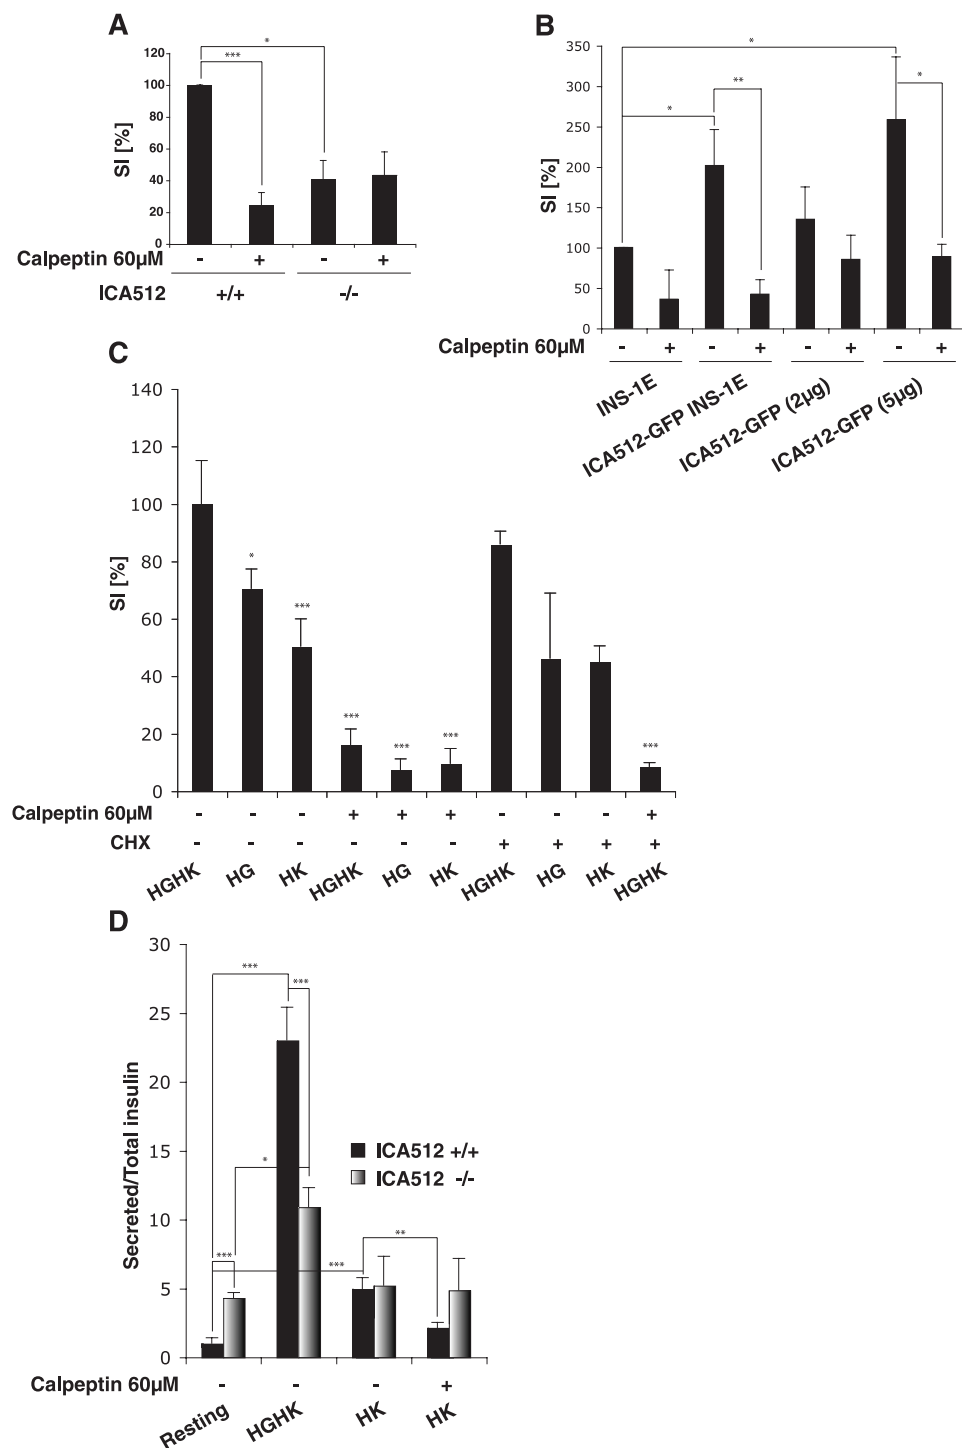 A
SI [%]
120
100
80
60
40
20
0
*
***
Calpeptin 60µM - + - +
ICA512 +/+ -/-
B
SI [%]
350
300
250
200
150
100
50
0
*
* ** *
Calpeptin 60µM - + - + - + - +
INS-1E
ICA512-GFP INS-1E
ICA512-GFP (2µg)
ICA512-GFP (5µg)
C
SI [%]
140
120
100
80
60
40
20
0
* *** *** *** *** ***
Calpeptin 60µM - - - + + + - - - +
CHX - - - - - - + + + +
HGHK HG HK HGHK HG HK HGHK HG HK HGHK
D
Secreted/Total insulin
30
25
20
15
10
5
0
*** ***
*
*** *** **
ICA512 +/+
ICA512 -/-
Calpeptin 60µM - - - +
Resting HGHK HK HK